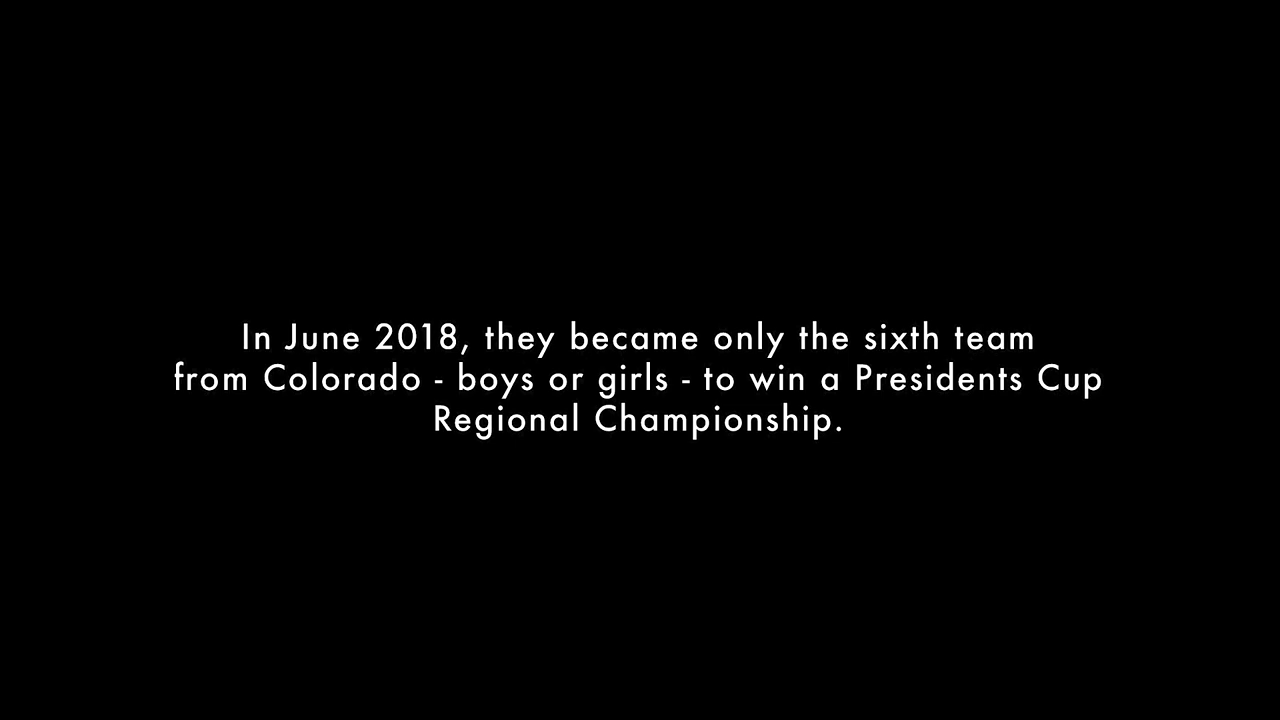 In June 2018, they became only the sixth team
from Colorado - boys or girls - to win a Presidents Cup
Regional Championship.